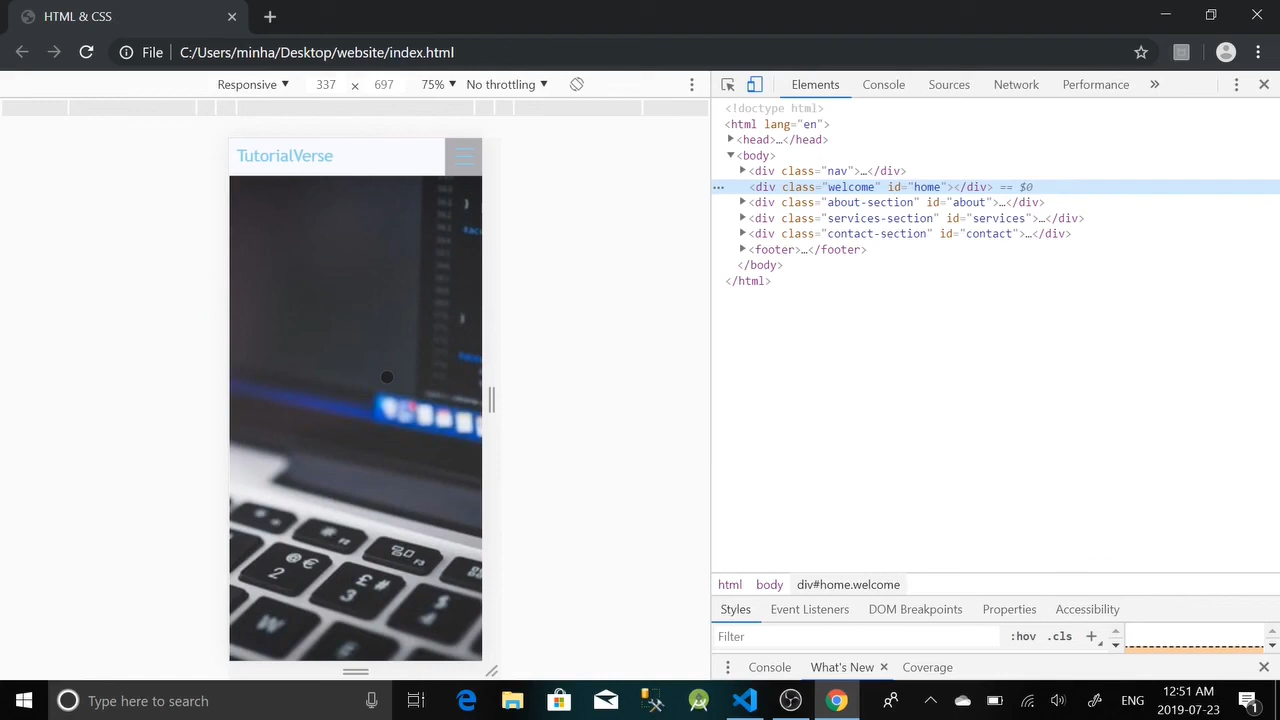 HTML & CSS
File C:/Users/minha/Desktop/website/index.html
Responsive 337 x 697 75% No throttling
Elements Console Sources Network Performance
<!doctype html>
<html lang="en">
<head>…</head>
<body>
<div class="nav">…</div>
<div class="welcome" id="home"></div> == $0
<div class="about-section" id="about">…</div>
<div class="services-section" id="services">…</div>
<div class="contact-section" id="contact">…</div>
<footer>…</footer>
</body>
</html>
TutorialVerse
@ €
2
F2
£ #
3
F3
W
html body div#home.welcome
Styles Event Listeners DOM Breakpoints Properties Accessibility
Filter :hov .cls +
Console What's New Coverage
Type here to search
ENG 12:51 AM
2019-07-23
1